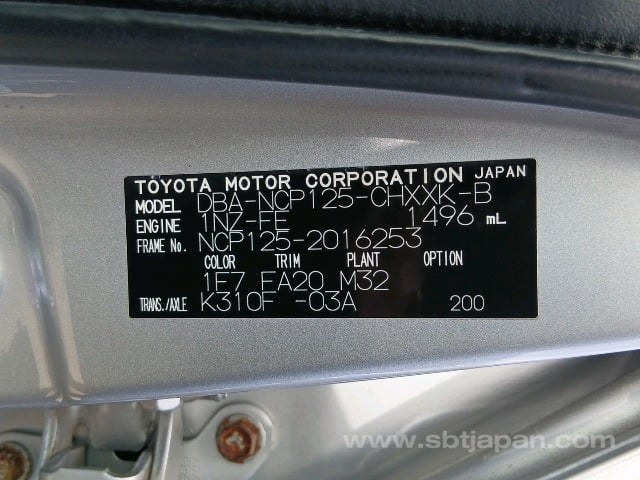 TOYOTA MOTOR CORPORATION JAPAN
MODEL DBA-NCP125-CHXXK-B
ENGINE 1NZ-FE 1496 mL
FRAME No. NCP125-2016253
COLOR TRIM PLANT OPTION
1E7 EA20 M32
TRANS./AXLE K310F -03A 200
www.sbtjapan.com